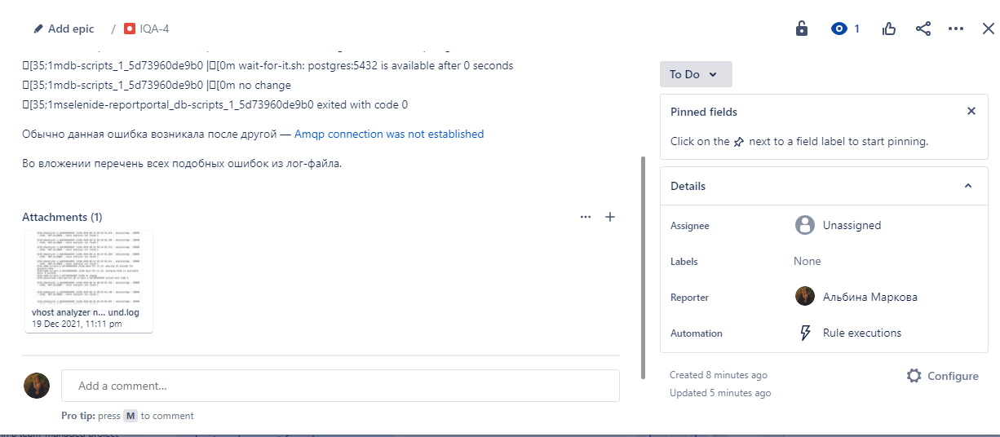 Add epic / IQA-4
1
[35;1mdb-scripts_1_5d73960de9b0 |[0m wait-for-it.sh: postgres:5432 is available after 0 seconds
[35;1mdb-scripts_1_5d73960de9b0 |[0m no change
[35;1mselenide-reportportal_db-scripts_1_5d73960de9b0 exited with code 0
Обычно данная ошибка возникала после другой — Amqp connection was not established
Во вложении перечень всех подобных ошибок из лог-файла.
Attachments (1)
vhost analyzer n... und.log
19 Dec 2021, 11:11 pm
Add a comment...
Pro tip: press M to comment
To Do
Pinned fields
Click on the next to a field label to start pinning.
Details
Assignee
Unassigned
Labels
None
Reporter
Альбина Маркова
Automation
Rule executions
Created 8 minutes ago
Updated 5 minutes ago
Configure